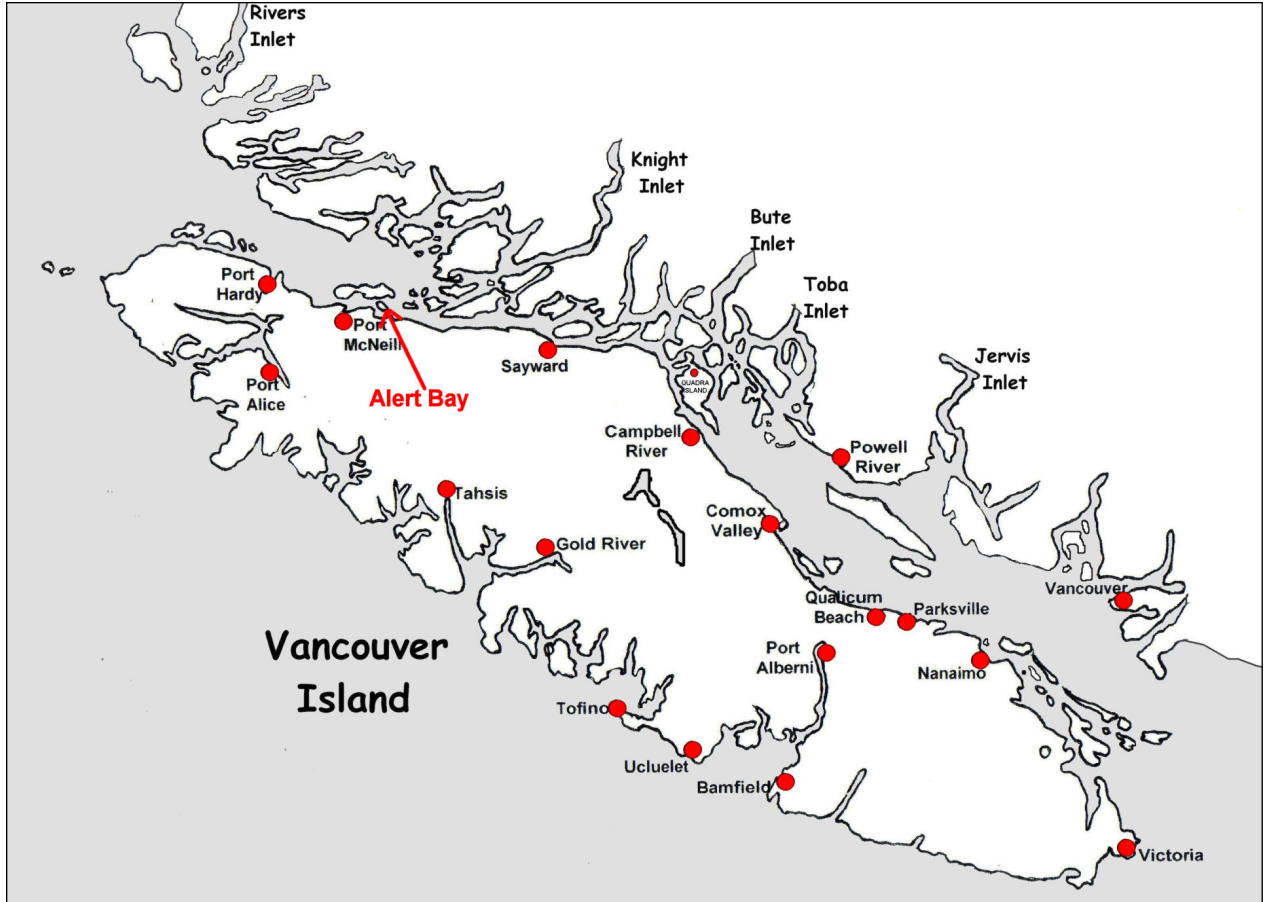 Rivers
Inlet
Knight
Inlet
Bute
Inlet
Toba
Inlet
Jervis
Inlet
Port
Hardy
Port
McNeill
Sayward
QUADRA
ISLAND
Port
Alice
Alert Bay
Campbell
River
Powell
River
Tahsis
Comox
Valley
Gold River
Vancouver
Qualicum
Beach
Parksville
Vancouver
Island
Port
Alberni
Nanaimo
Tofino
Ucluelet
Bamfield
Victoria